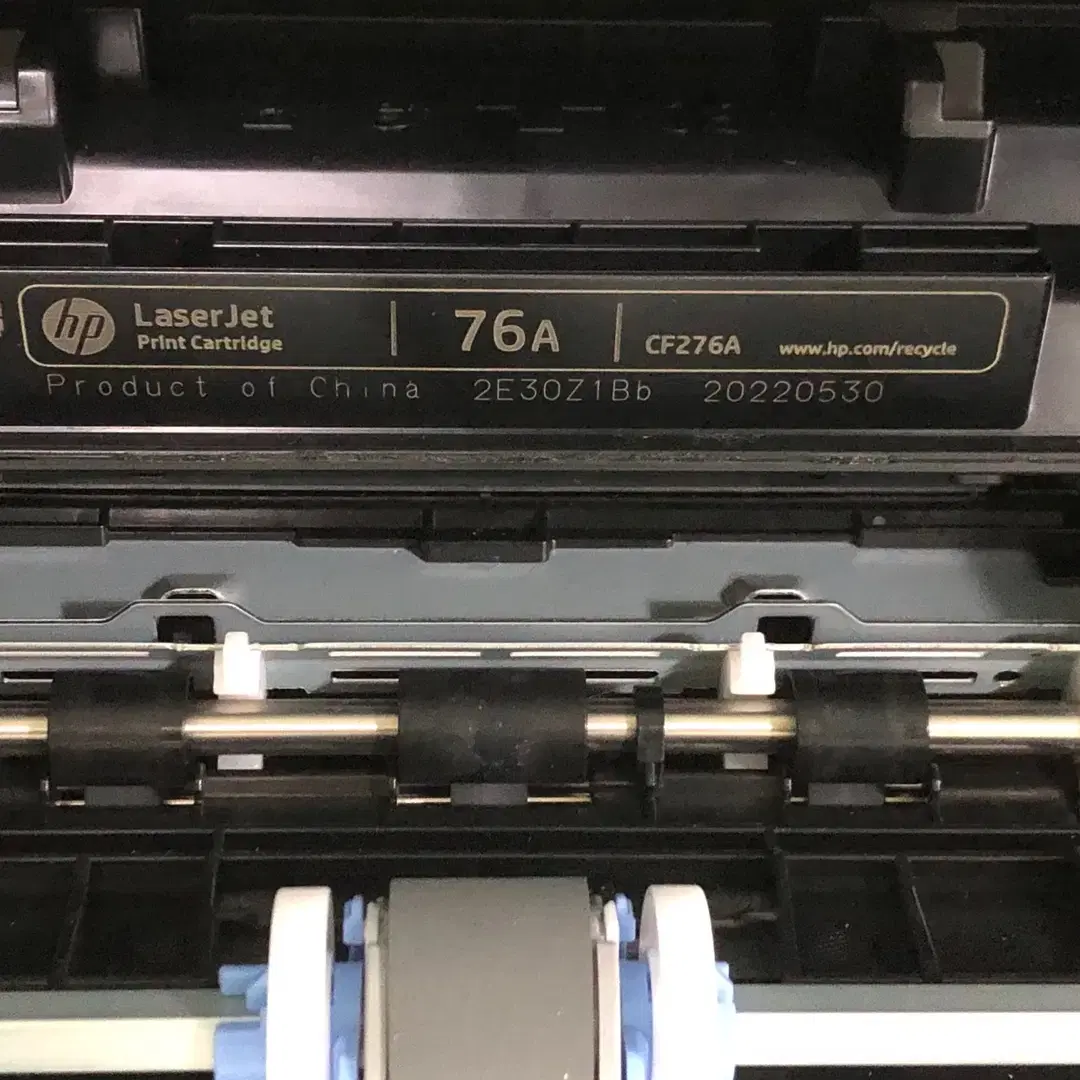 hp LaserJet 76A CF276A www.hp.com/recycle
Print Cartridge
Product of China 2E30Z1Bb 20220530